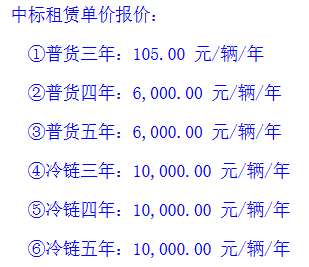 中标租赁单价报价：
①普货三年：105.00 元/辆/年
②普货四年：6,000.00 元/辆/年
③普货五年：6,000.00 元/辆/年
④冷链三年：10,000.00 元/辆/年
⑤冷链四年：10,000.00 元/辆/年
⑥冷链五年：10,000.00 元/辆/年